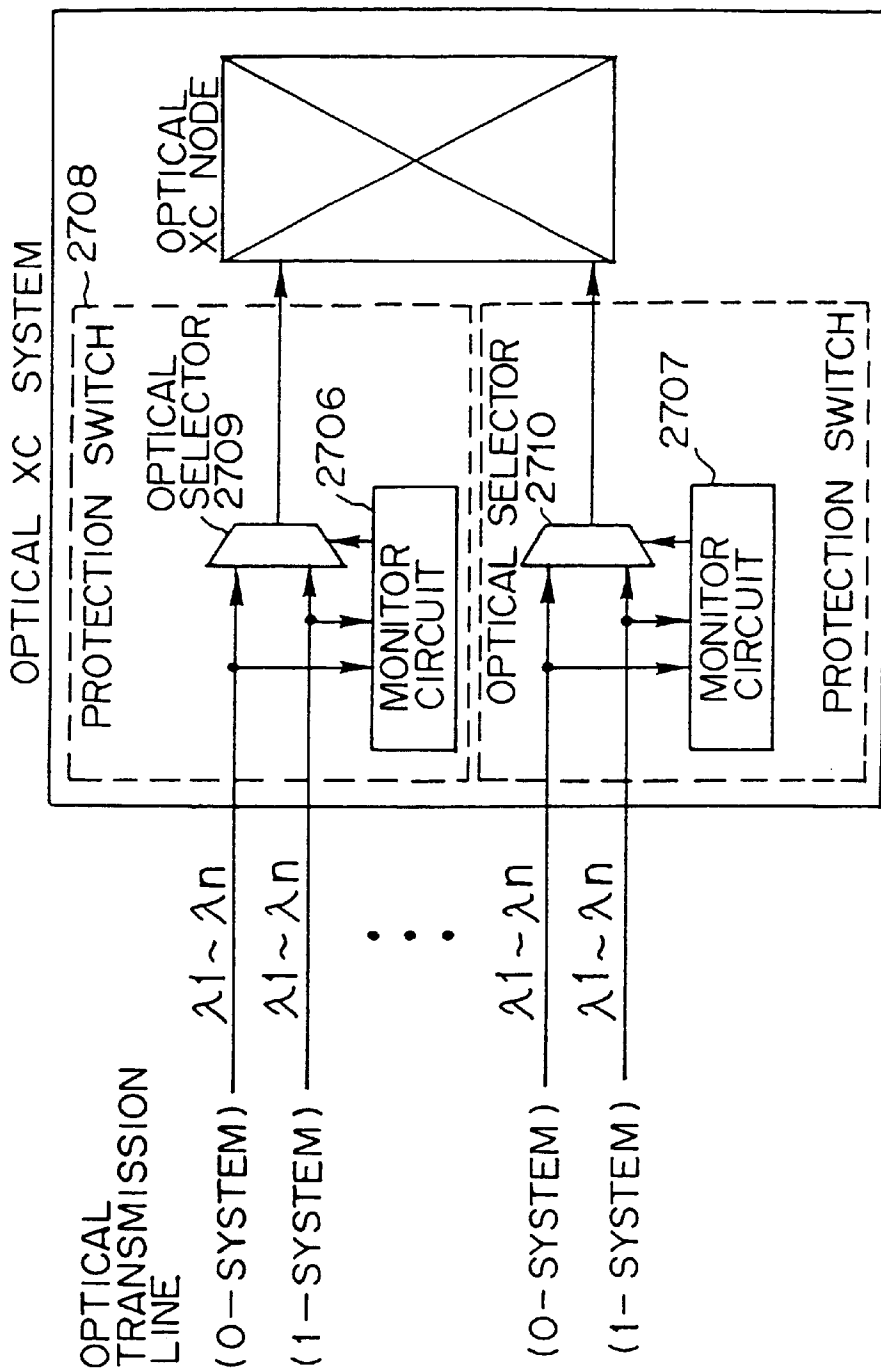 OPTICAL XC SYSTEM
PROTECTION SWITCH
2708
OPTICAL
XC NODE
OPTICAL
SELECTOR
2709
2706
MONITOR
CIRCUIT
OPTICAL SELECTOR
2710
2707
MONITOR
CIRCUIT
PROTECTION SWITCH
OPTICAL
TRANSMISSION
LINE
(0-SYSTEM)
λ1~λn
(1-SYSTEM)
λ1~λn
(0-SYSTEM)
λ1~λn
(1-SYSTEM)
λ1~λn